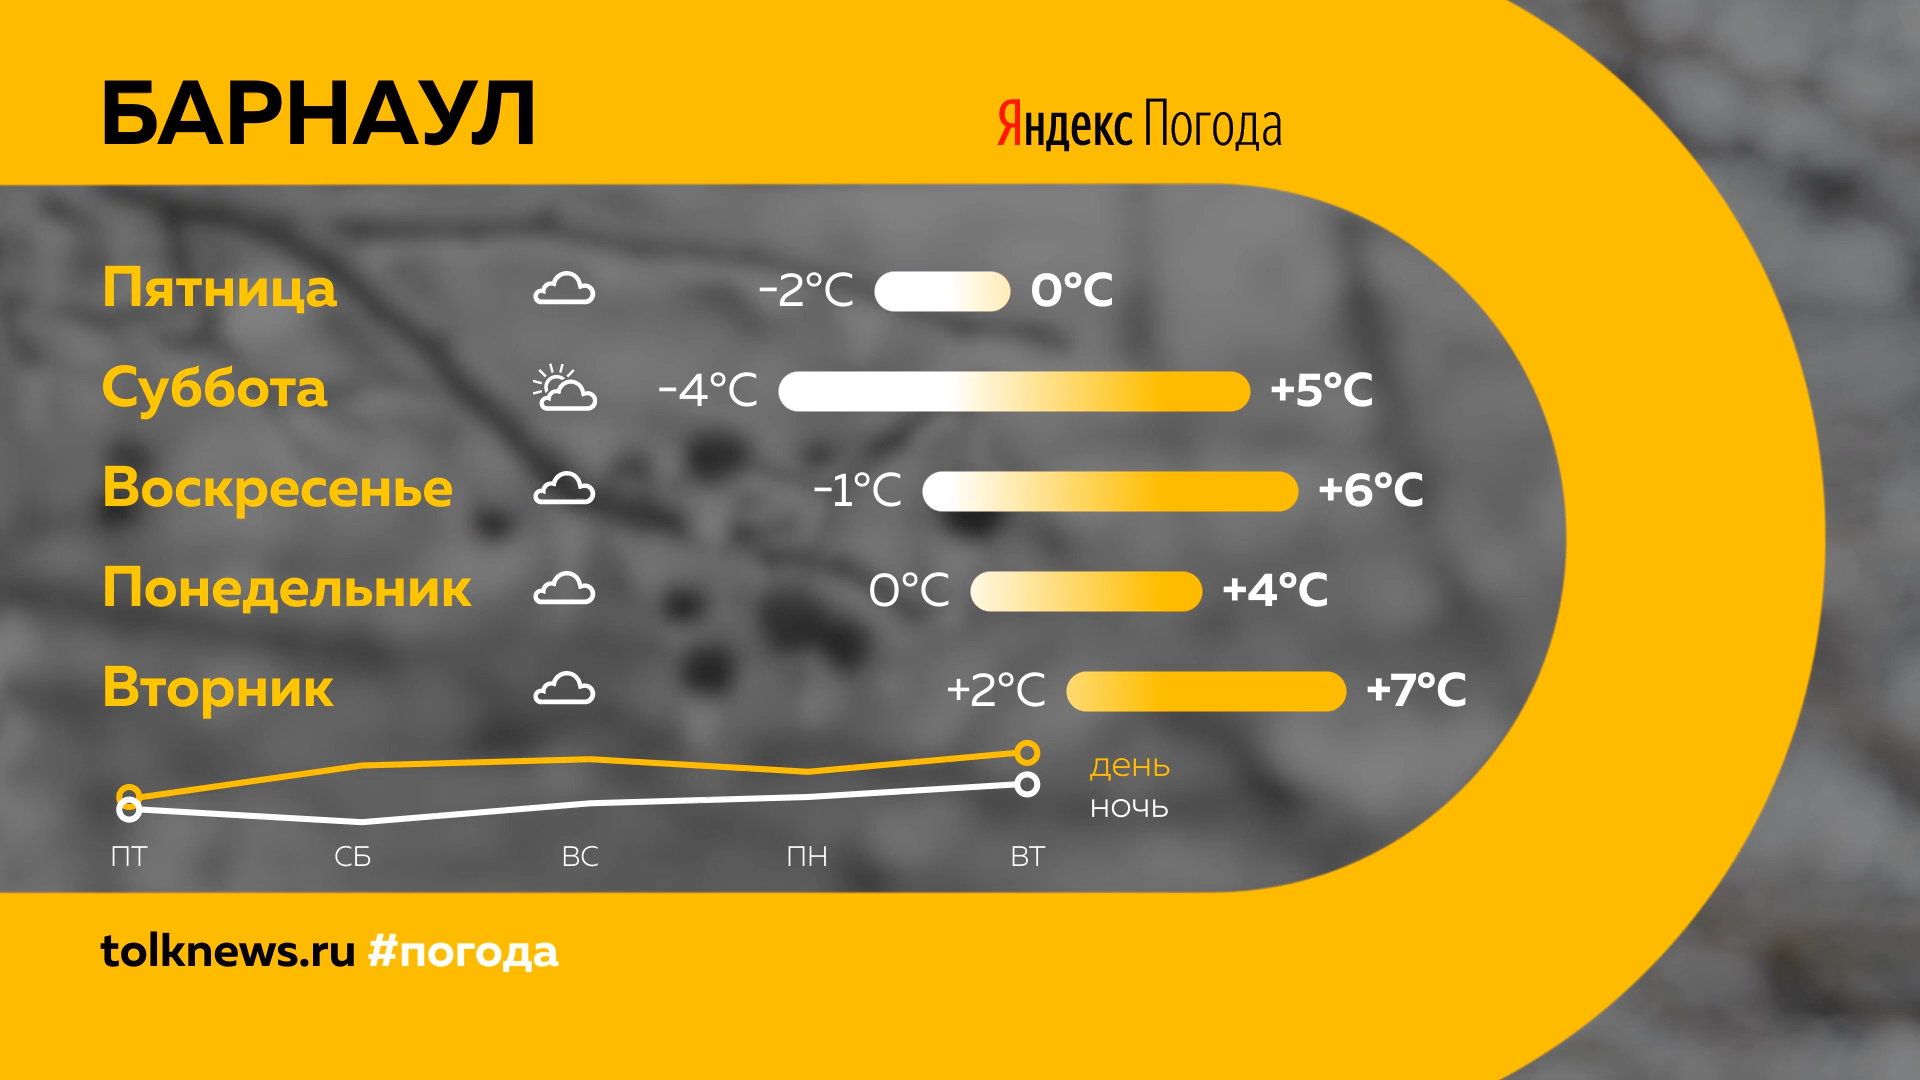 БАРНАУЛ
Яндекс Погода
Пятница -2°C 0°C
Суббота -4°C +5°C
Воскресенье -1°C +6°C
Понедельник 0°C +4°C
Вторник +2°C +7°C
день
ночь
ПТ СБ ВС ПН ВТ
tolknews.ru #погода